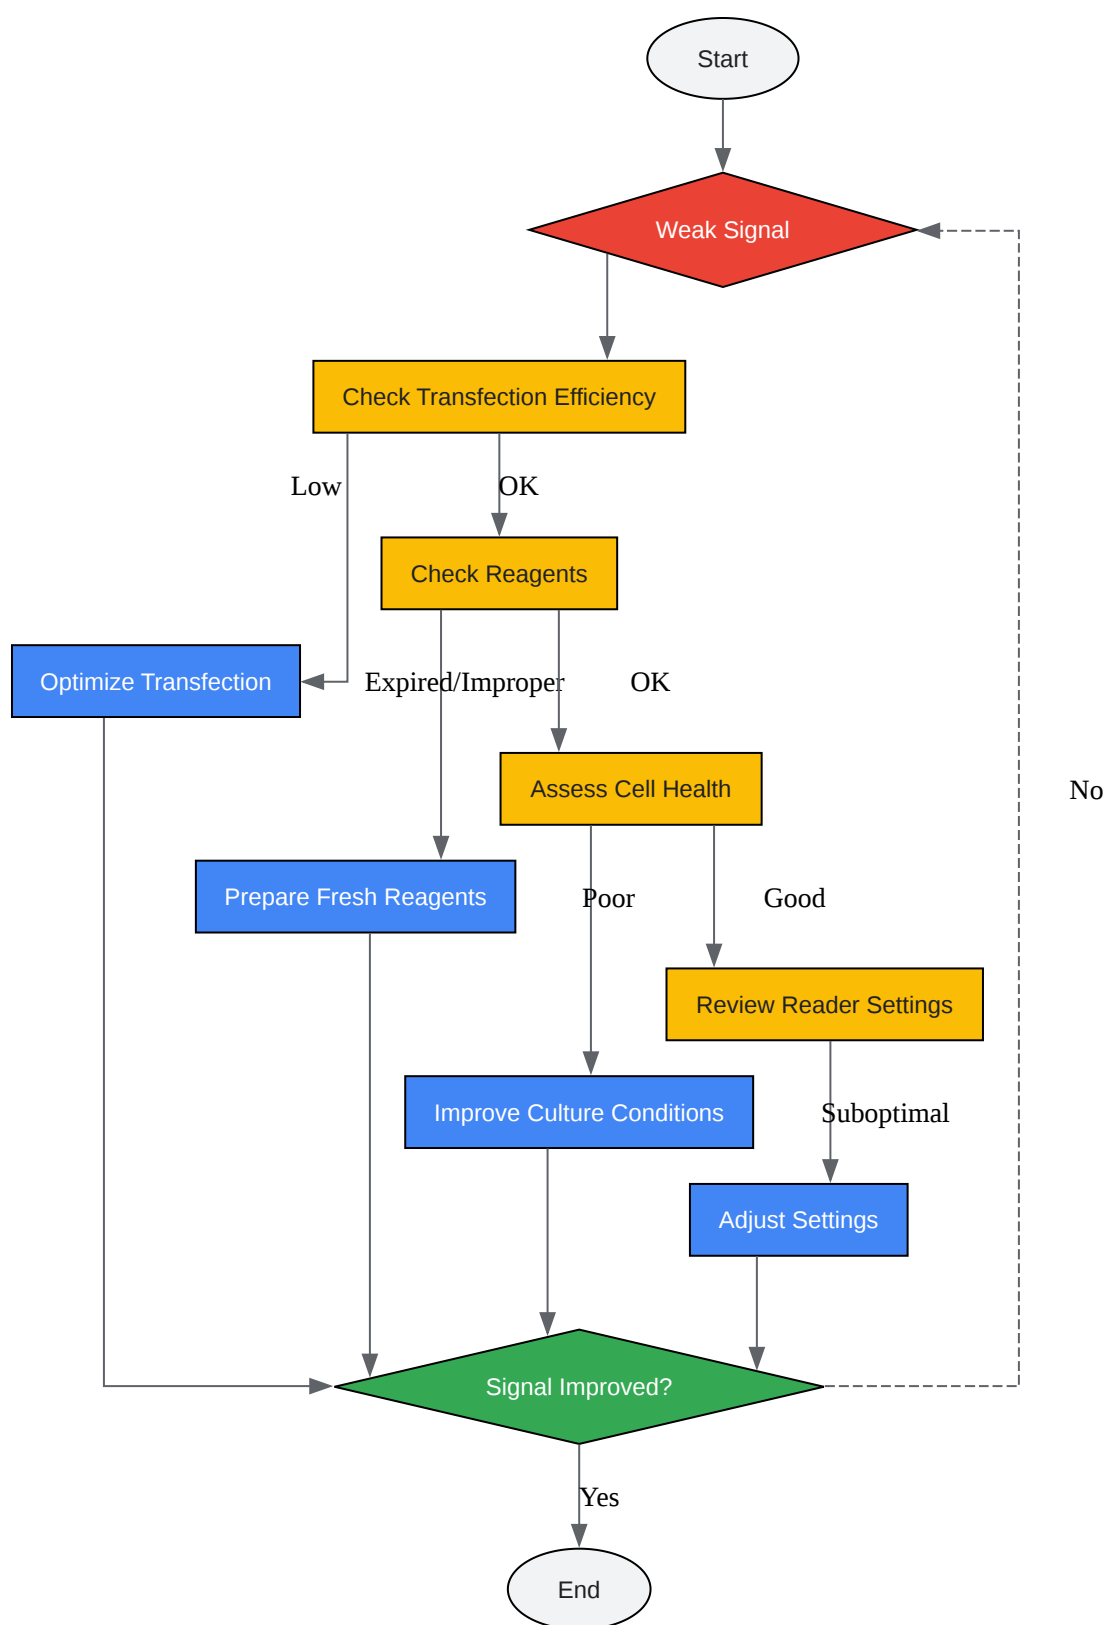 Start
Weak Signal
Check Transfection Efficiency
Low
OK
Check Reagents
Optimize Transfection
Expired/Improper
OK
Assess Cell Health
No
Prepare Fresh Reagents
Poor
Good
Review Reader Settings
Improve Culture Conditions
Suboptimal
Adjust Settings
Signal Improved?
Yes
End